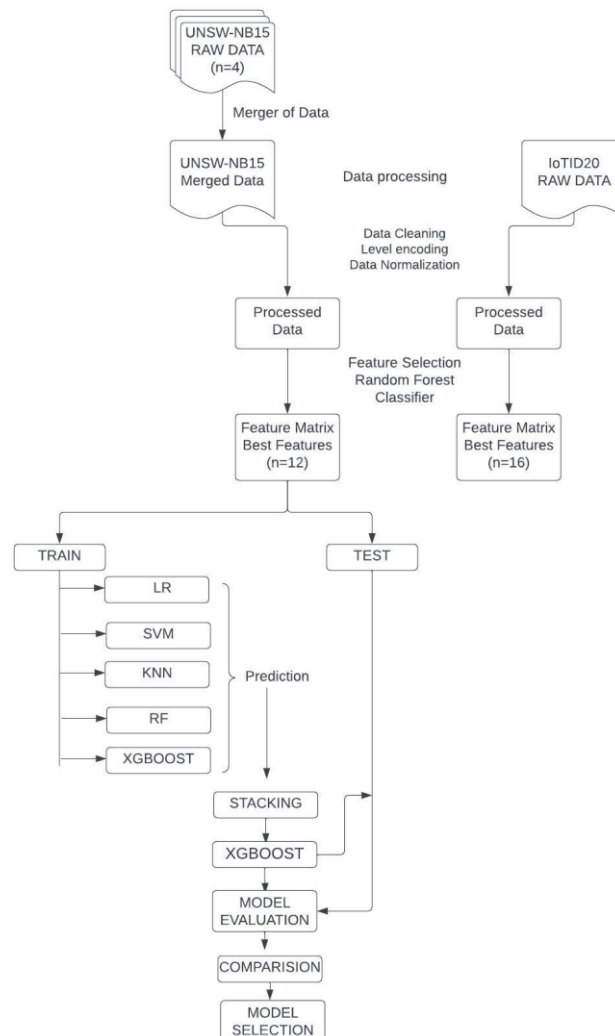 UNSW-NB15
RAW DATA
(n=4)
Merger of Data
UNSW-NB15
Merged Data
Data processing
IoTID20
RAW DATA
Data Cleaning
Level encoding
Data Normalization
Processed
Data
Processed
Data
Feature Selection
Random Forest
Classifier
Feature Matrix
Best Features
(n=12)
Feature Matrix
Best Features
(n=16)
TRAIN
TEST
LR
SVM
KNN
Prediction
RF
XGBOOST
STACKING
XGBOOST
MODEL
EVALUATION
COMPARISION
MODEL
SELECTION